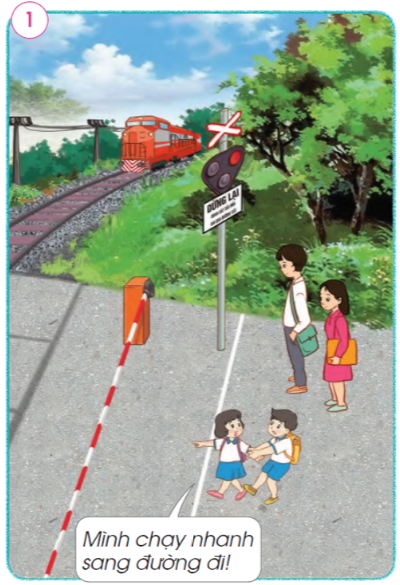 1
DỪNG LẠI
Mình chạy nhanh
sang đường đi!